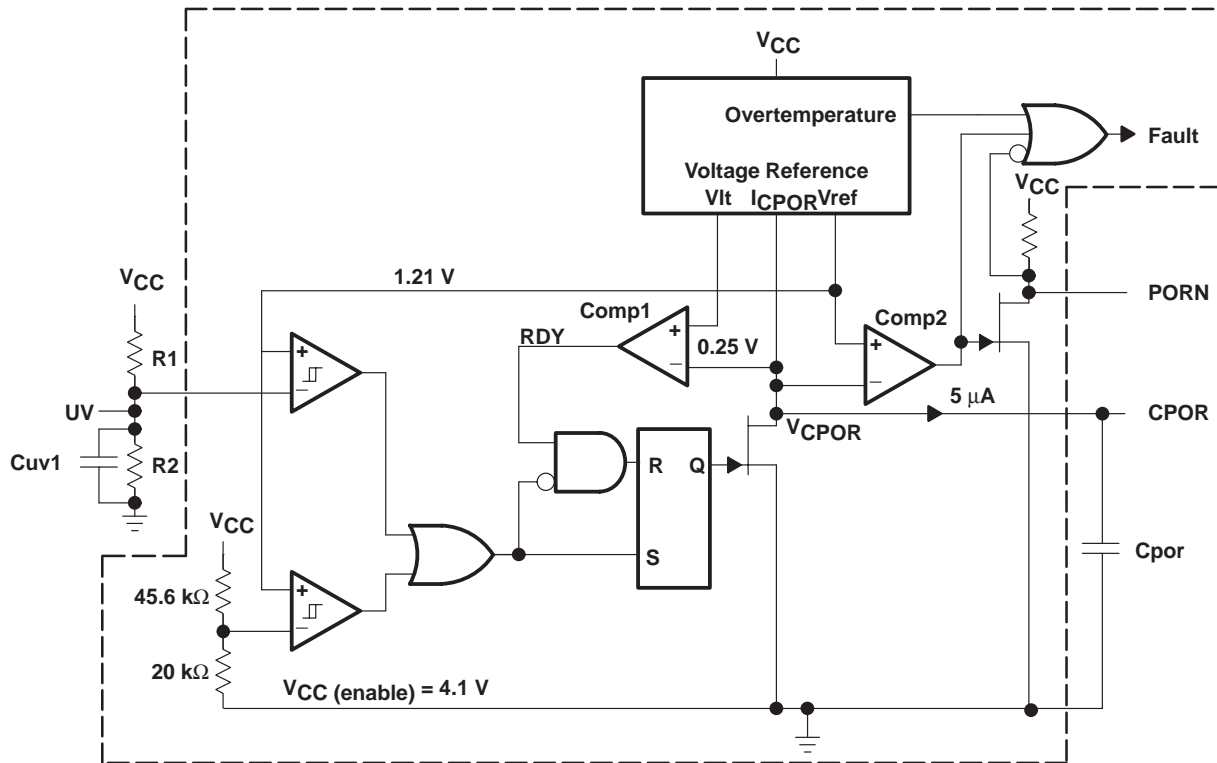 VCC
Overtemperature
Fault
Voltage Reference
Vlt ICPOR Vref
VCC
VCC
1.21 V
PORN
Comp1
Comp2
RDY
+
+
+
R1
0.25 V
−
−
−
5 μA
CPOR
UV
VCPOR
Cuv1
R2
R
Q
VCC
S
Cpor
45.6 kΩ
+
−
20 kΩ
VCC (enable) = 4.1 V